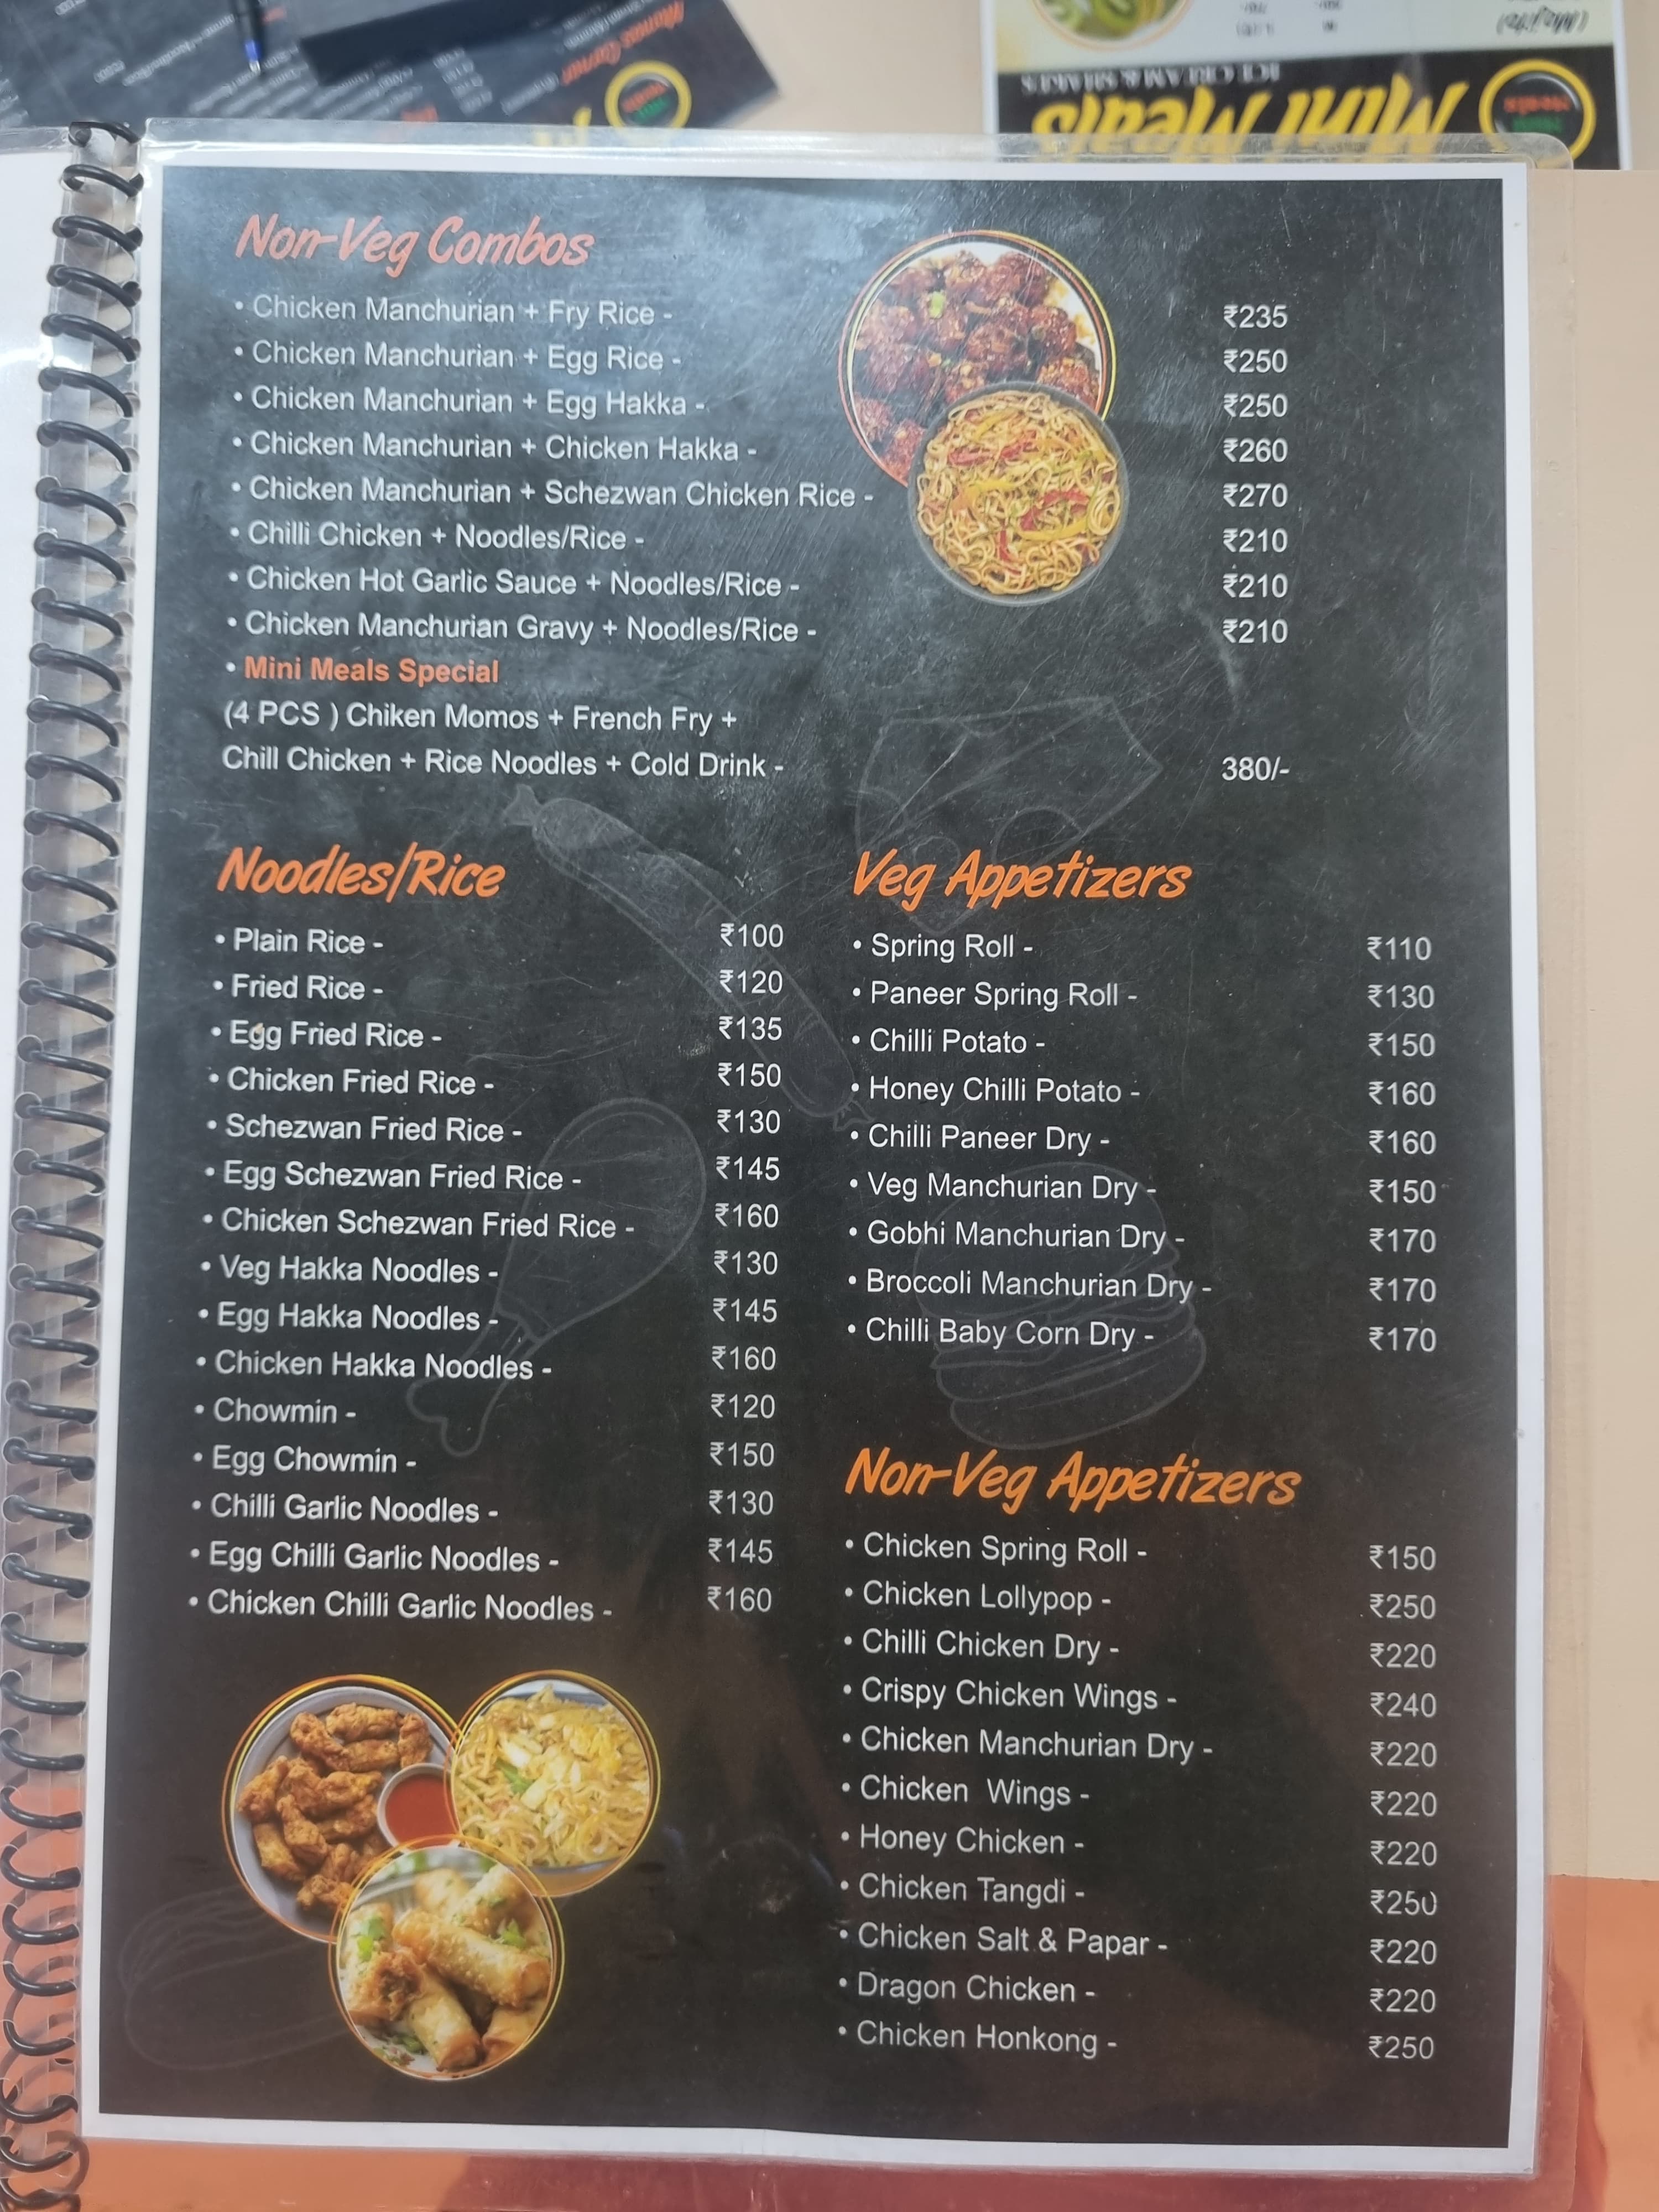 Momos Corner
Meals
Mini Meals
ICE CREAM & SHAKES
(Mojito)
Non-Veg Combos
• Chicken Manchurian + Fry Rice - ₹235
• Chicken Manchurian + Egg Rice - ₹250
• Chicken Manchurian + Egg Hakka - ₹250
• Chicken Manchurian + Chicken Hakka - ₹260
• Chicken Manchurian + Schezwan Chicken Rice - ₹270
• Chilli Chicken + Noodles/Rice - ₹210
• Chicken Hot Garlic Sauce + Noodles/Rice - ₹210
• Chicken Manchurian Gravy + Noodles/Rice - ₹210
• Mini Meals Special
(4 PCS ) Chiken Momos + French Fry +
Chill Chicken + Rice Noodles + Cold Drink - 380/-
Noodles/Rice
• Plain Rice - ₹100
• Fried Rice - ₹120
• Egg Fried Rice - ₹135
• Chicken Fried Rice - ₹150
• Schezwan Fried Rice - ₹130
• Egg Schezwan Fried Rice - ₹145
• Chicken Schezwan Fried Rice - ₹160
• Veg Hakka Noodles - ₹130
• Egg Hakka Noodles - ₹145
• Chicken Hakka Noodles - ₹160
• Chowmin - ₹120
• Egg Chowmin - ₹150
• Chilli Garlic Noodles - ₹130
• Egg Chilli Garlic Noodles - ₹145
• Chicken Chilli Garlic Noodles - ₹160
Veg Appetizers
• Spring Roll - ₹110
• Paneer Spring Roll - ₹130
• Chilli Potato - ₹150
• Honey Chilli Potato - ₹160
• Chilli Paneer Dry - ₹160
• Veg Manchurian Dry - ₹150
• Gobhi Manchurian Dry - ₹170
• Broccoli Manchurian Dry - ₹170
• Chilli Baby Corn Dry - ₹170
Non-Veg Appetizers
• Chicken Spring Roll - ₹150
• Chicken Lollypop - ₹250
• Chilli Chicken Dry - ₹220
• Crispy Chicken Wings - ₹240
• Chicken Manchurian Dry - ₹220
• Chicken Wings - ₹220
• Honey Chicken - ₹220
• Chicken Tangdi - ₹250
• Chicken Salt & Papar - ₹220
• Dragon Chicken - ₹220
• Chicken Honkong - ₹250